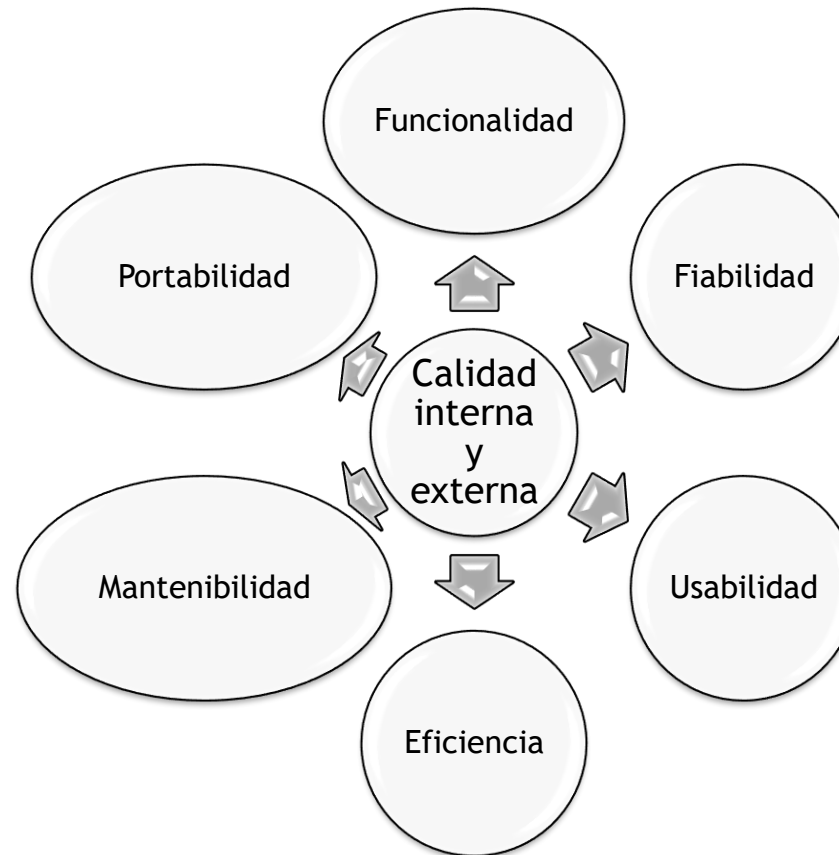 Funcionalidad
Portabilidad
Fiabilidad
Calidad
interna
y
externa
Mantenibilidad
Usabilidad
Eficiencia